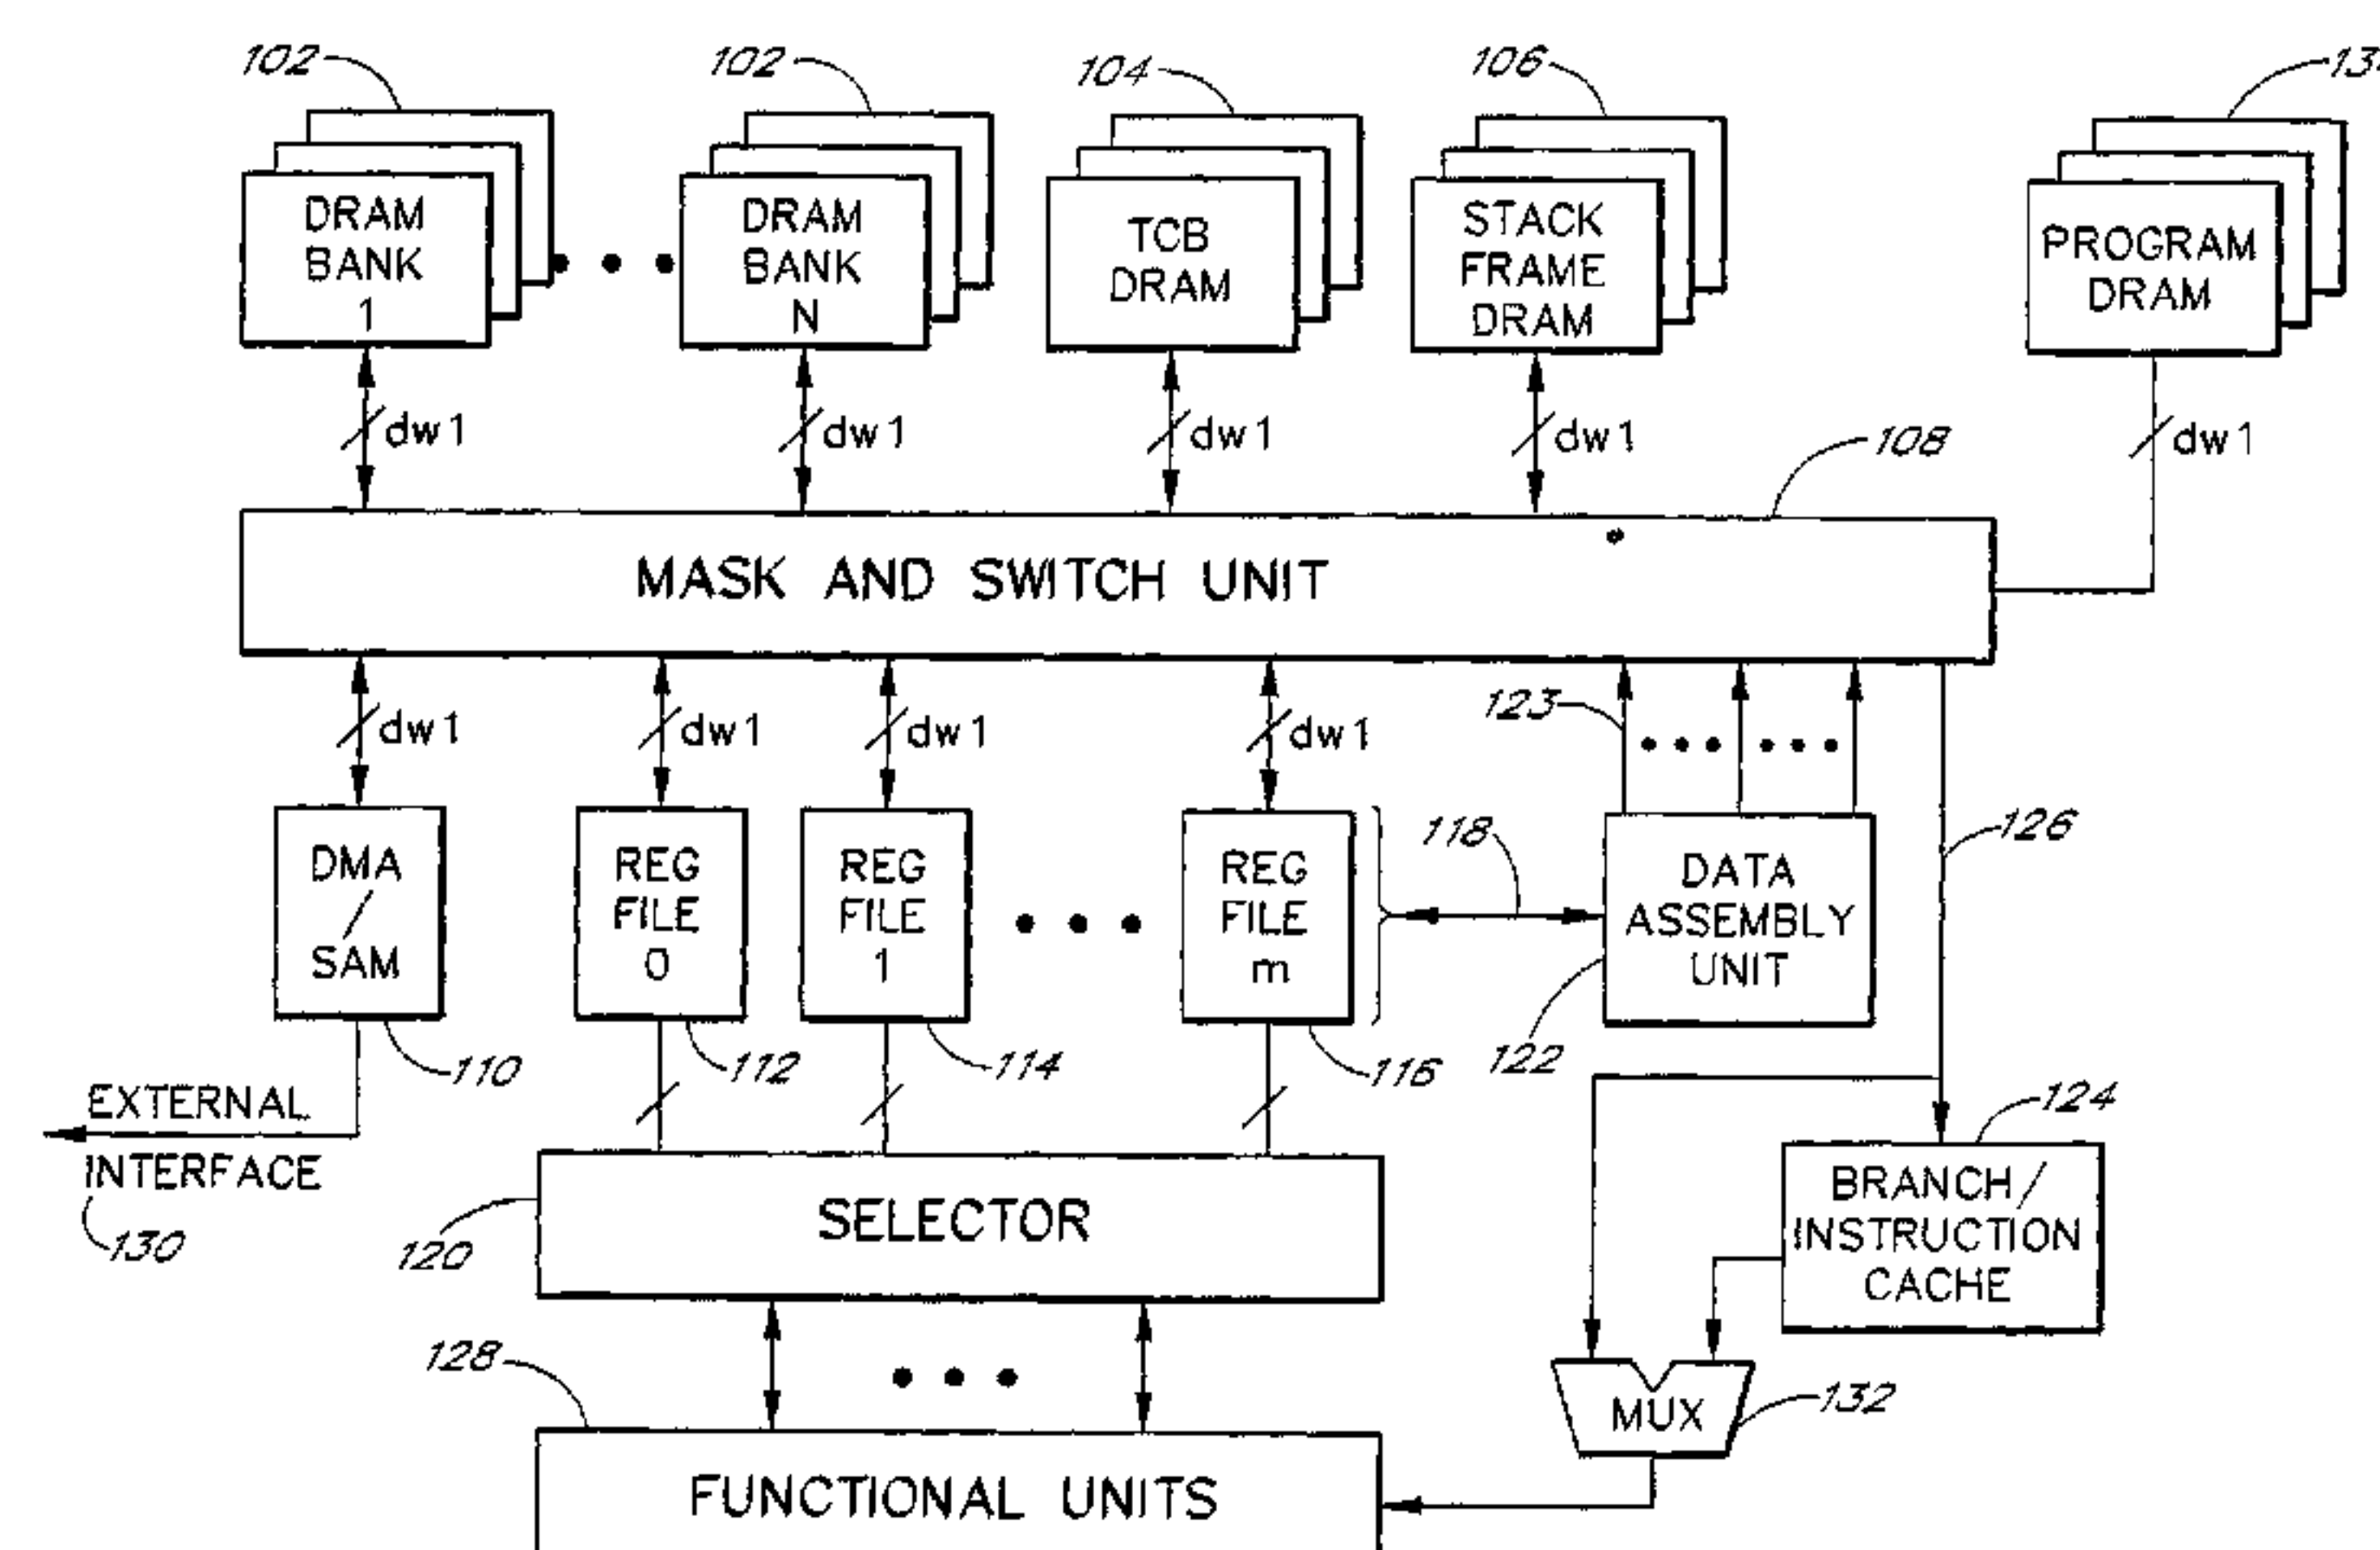 102
102
104
106
DRAM
BANK
1
DRAM
BANK
N
TCB
DRAM
STACK
FRAME
DRAM
PROGRAM
DRAM
dw1
dw1
dw1
dw1
dw1
108
MASK AND SWITCH UNIT
dw1
dw1
dw1
dw1
123
126
DMA
/
SAM
REG
FILE
0
REG
FILE
1
REG
FILE
m
118
DATA
ASSEMBLY
UNIT
110
112
114
116
122
124
EXTERNAL
INTERFACE
130
120
SELECTOR
BRANCH/
INSTRUCTION
CACHE
128
MUX
132
FUNCTIONAL UNITS